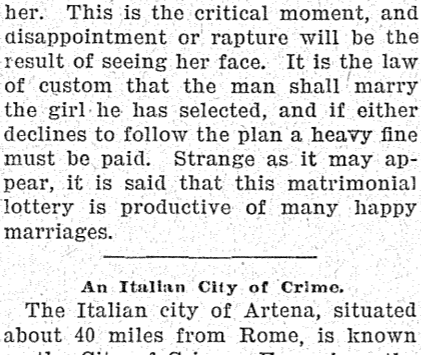 her. This is the critical moment, and
disappointment or rapture will be the
result of seeing her face. It is the law
of custom that the man shall marry
the girl he has selected, and if either
declines to follow the plan a heavy fine
must be paid. Strange as it may ap-
pear, it is said that this matrimonial
lottery is productive of many happy
marriages.
An Italian City of Crime.
The Italian city of Artena, situated
about 40 miles from Rome, is known